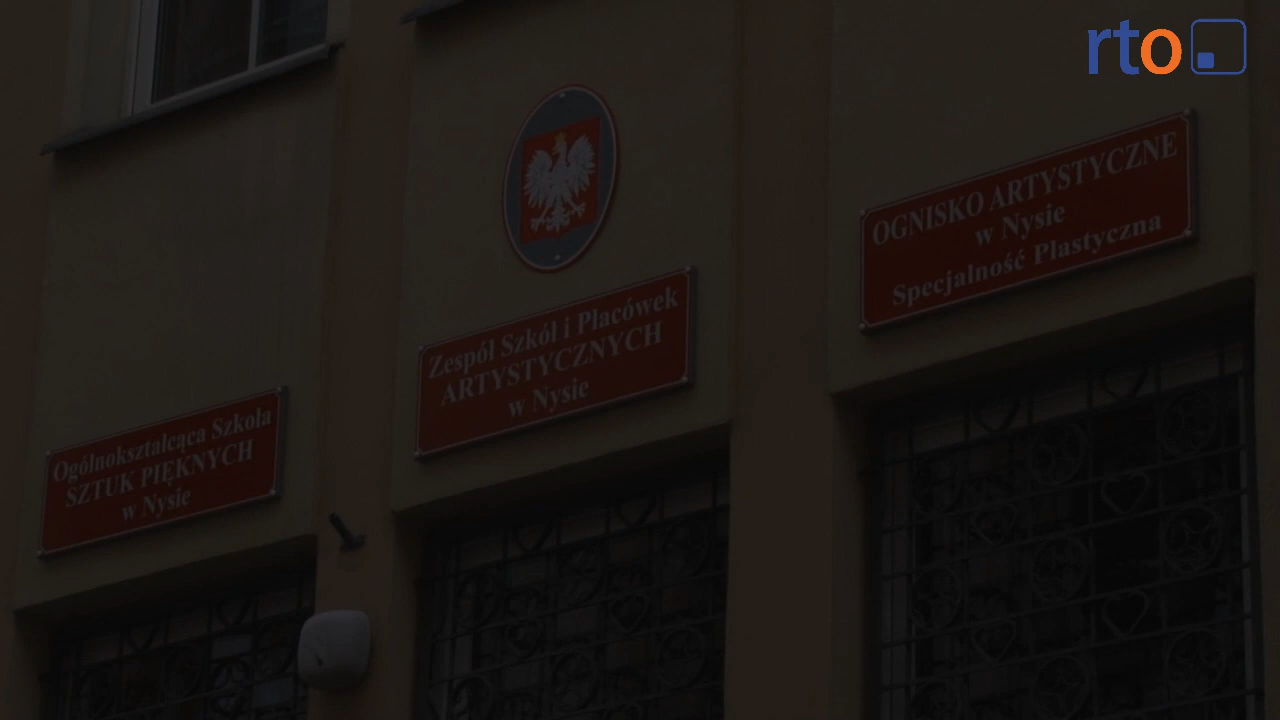 rto
OGNISKO ARTYSTYCZNE
w Nysie
Specjalność Plastyczna
Zespół Szkół i Placówek
ARTYSTYCZNYCH
w Nysie
Ogólnokształcąca Szkoła
SZTUK PIĘKNYCH
w Nysie